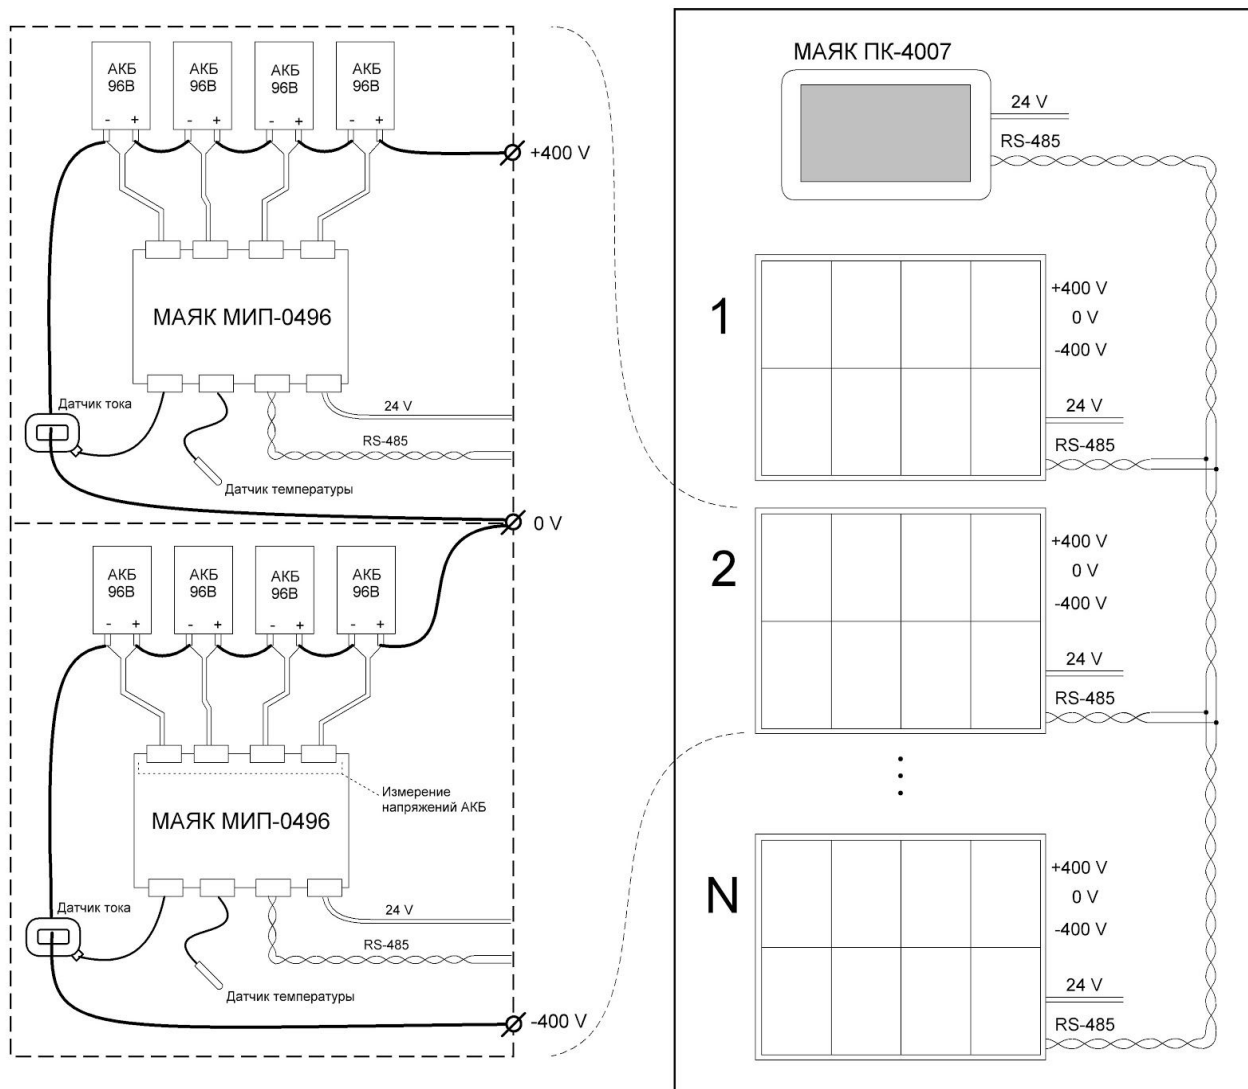 АКБ
96В
АКБ
96В
АКБ
96В
АКБ
96В
- +
- +
- +
- +
+400 V
МАЯК МИП-0496
Датчик тока
24 V
RS-485
Датчик температуры
0 V
АКБ
96В
АКБ
96В
АКБ
96В
АКБ
96В
- +
- +
- +
- +
Измерение
напряжений АКБ
МАЯК МИП-0496
Датчик тока
24 V
RS-485
Датчик температуры
-400 V
МАЯК ПК-4007
24 V
RS-485
1
+400 V
0 V
-400 V
24 V
RS-485
2
+400 V
0 V
-400 V
24 V
RS-485
N
+400 V
0 V
-400 V
24 V
RS-485